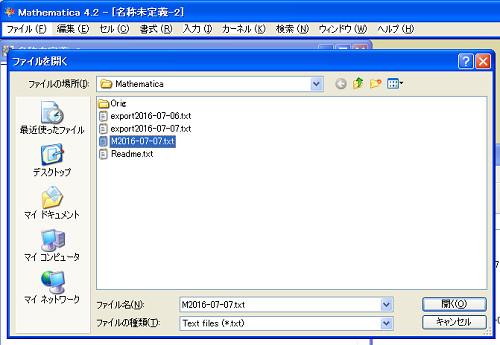 Mathematica 4.2 - [名称未定義-2]
ファイル(F) 編集(E) セル(C) 書式(R) 入力(I) カーネル(K) 検索(N) ウィンドウ(W) ヘルプ(H)
ファイルを開く
ファイルの場所(I): Mathematica
Orig
export2016-07-06.txt
export2016-07-07.txt
M2016-07-07.txt
Readme.txt
最近使ったファイル
デスクトップ
マイ ドキュメント
マイ コンピュータ
マイ ネットワーク
ファイル名(N): M2016-07-07.txt 開く(O)
ファイルの種類(T): Text files (*.txt) キャンセル